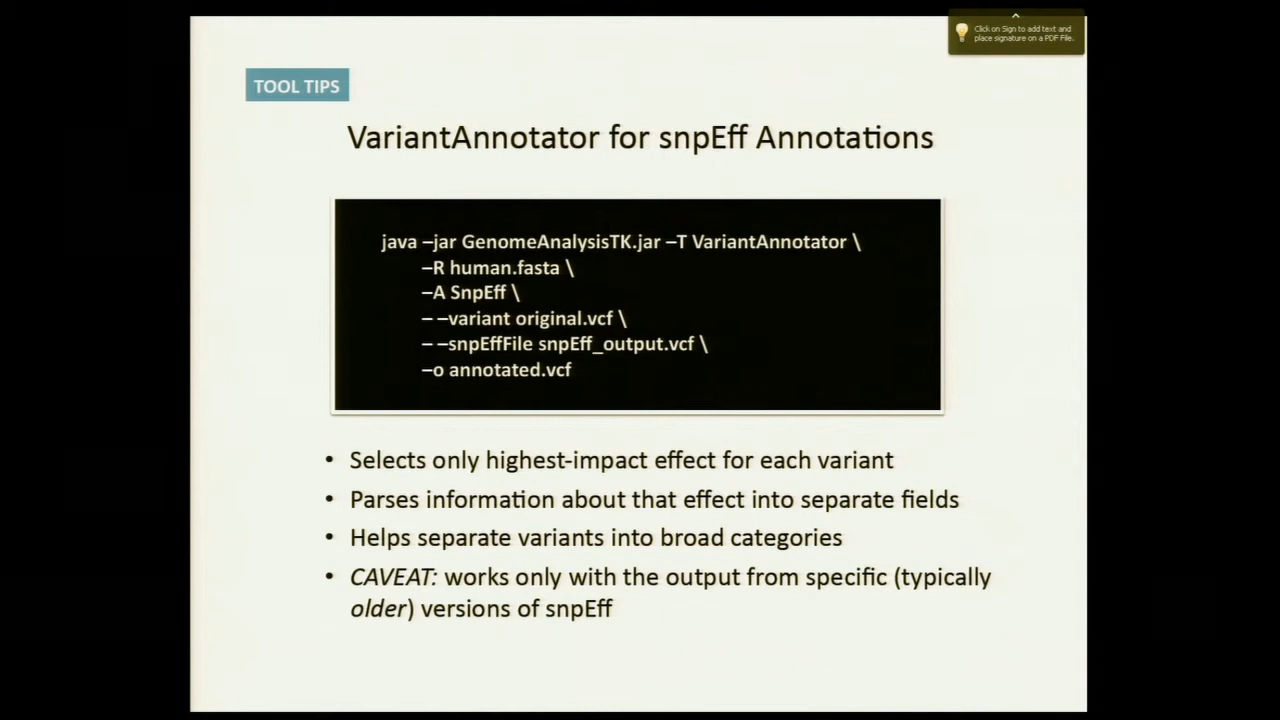 Click on Sign to add text and
place signature on a PDF File.
TOOL TIPS
VariantAnnotator for snpEff Annotations
java –jar GenomeAnalysisTK.jar –T VariantAnnotator \
–R human.fasta \
–A SnpEff \
– –variant original.vcf \
– –snpEffFile snpEff_output.vcf \
–o annotated.vcf
• Selects only highest-impact effect for each variant
• Parses information about that effect into separate fields
• Helps separate variants into broad categories
• CAVEAT: works only with the output from specific (typically
older) versions of snpEff